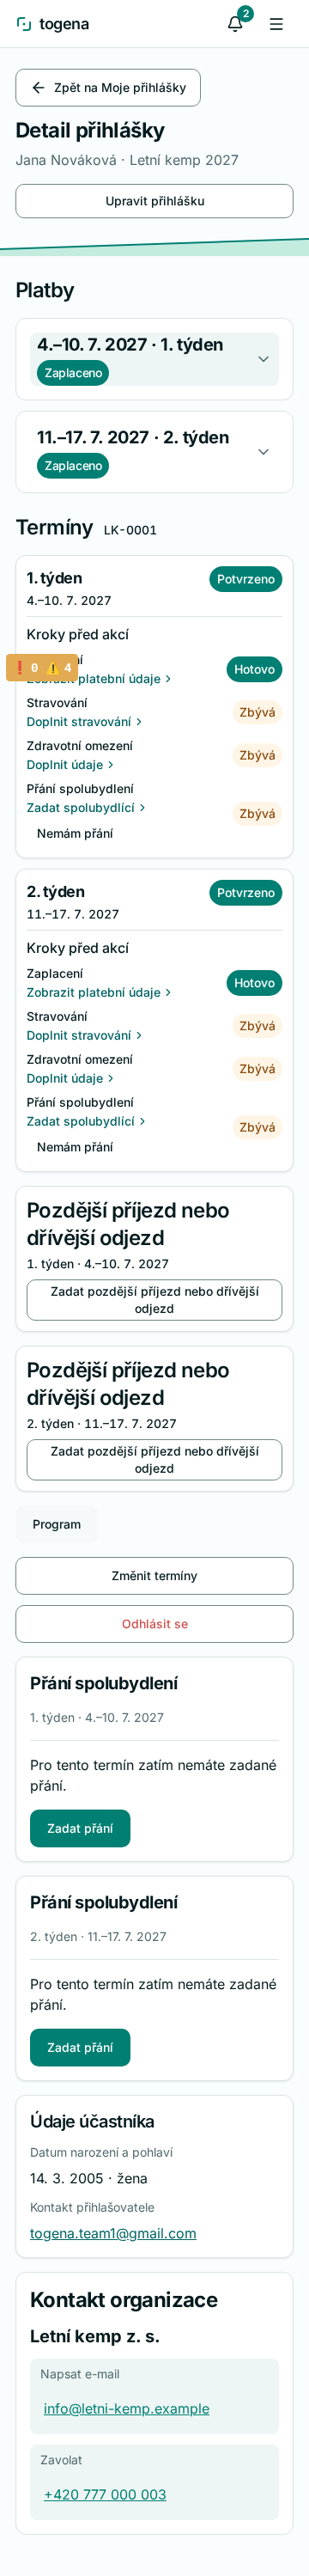 togena
2
Zpět na Moje přihlášky
Detail přihlášky
Jana Nováková · Letní kemp 2027
Upravit přihlášku
Platby
4.–10. 7. 2027 · 1. týden
Zaplaceno
11.–17. 7. 2027 · 2. týden
Zaplaceno
Termíny LK-0001
1. týden
Potvrzeno
4.–10. 7. 2027
Kroky před akcí
❗ 0 ⚠️ 4
platební údaje
Hotovo
Stravování
Doplnit stravování
Zbývá
Zdravotní omezení
Doplnit údaje
Zbývá
Přání spolubydlení
Zadat spolubydlící
Zbývá
Nemám přání
2. týden
Potvrzeno
11.–17. 7. 2027
Kroky před akcí
Zaplacení
Zobrazit platební údaje
Hotovo
Stravování
Doplnit stravování
Zbývá
Zdravotní omezení
Doplnit údaje
Zbývá
Přání spolubydlení
Zadat spolubydlící
Zbývá
Nemám přání
Pozdější příjezd nebo
dřívější odjezd
1. týden · 4.–10. 7. 2027
Zadat pozdější příjezd nebo dřívější
odjezd
Pozdější příjezd nebo
dřívější odjezd
2. týden · 11.–17. 7. 2027
Zadat pozdější příjezd nebo dřívější
odjezd
Program
Změnit termíny
Odhlásit se
Přání spolubydlení
1. týden · 4.–10. 7. 2027
Pro tento termín zatím nemáte zadané
přání.
Zadat přání
Přání spolubydlení
2. týden · 11.–17. 7. 2027
Pro tento termín zatím nemáte zadané
přání.
Zadat přání
Údaje účastníka
Datum narození a pohlaví
14. 3. 2005 · žena
Kontakt přihlašovatele
togena.team1@gmail.com
Kontakt organizace
Letní kemp z. s.
Napsat e-mail
info@letni-kemp.example
Zavolat
+420 777 000 003